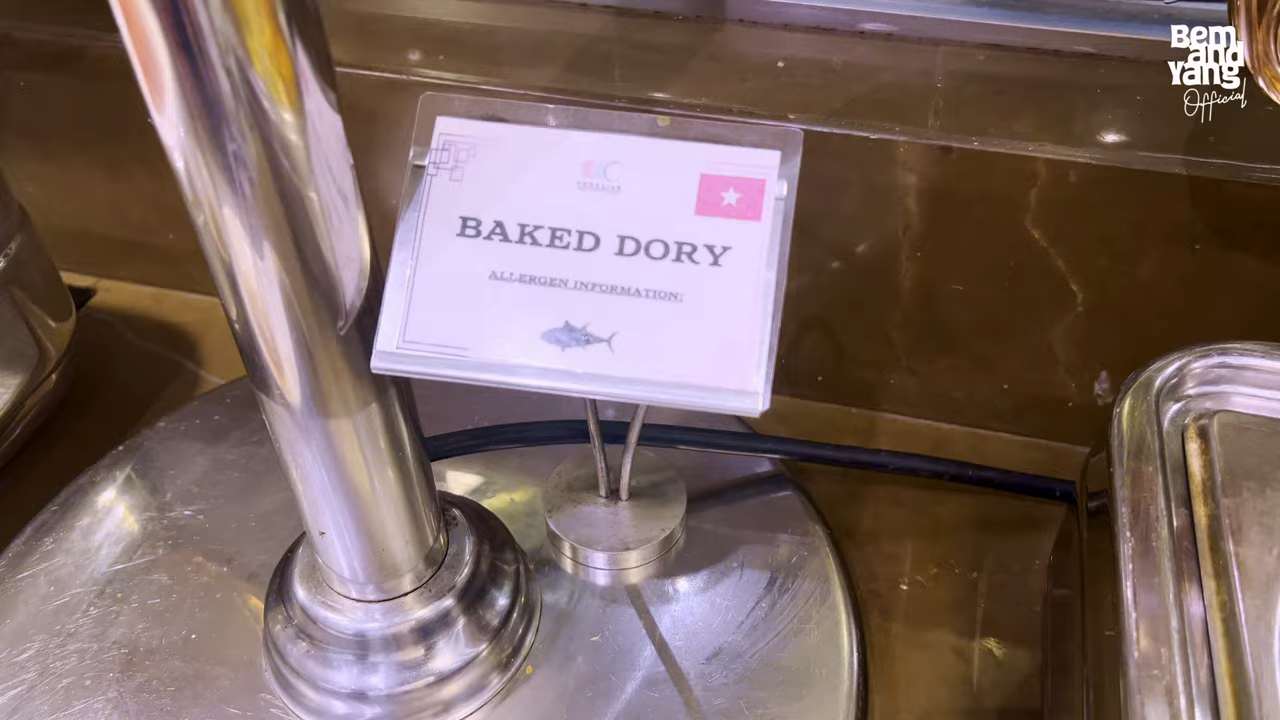 Bem
and
Yang
Official
BAKED DORY
ALLERGEN INFORMATION: